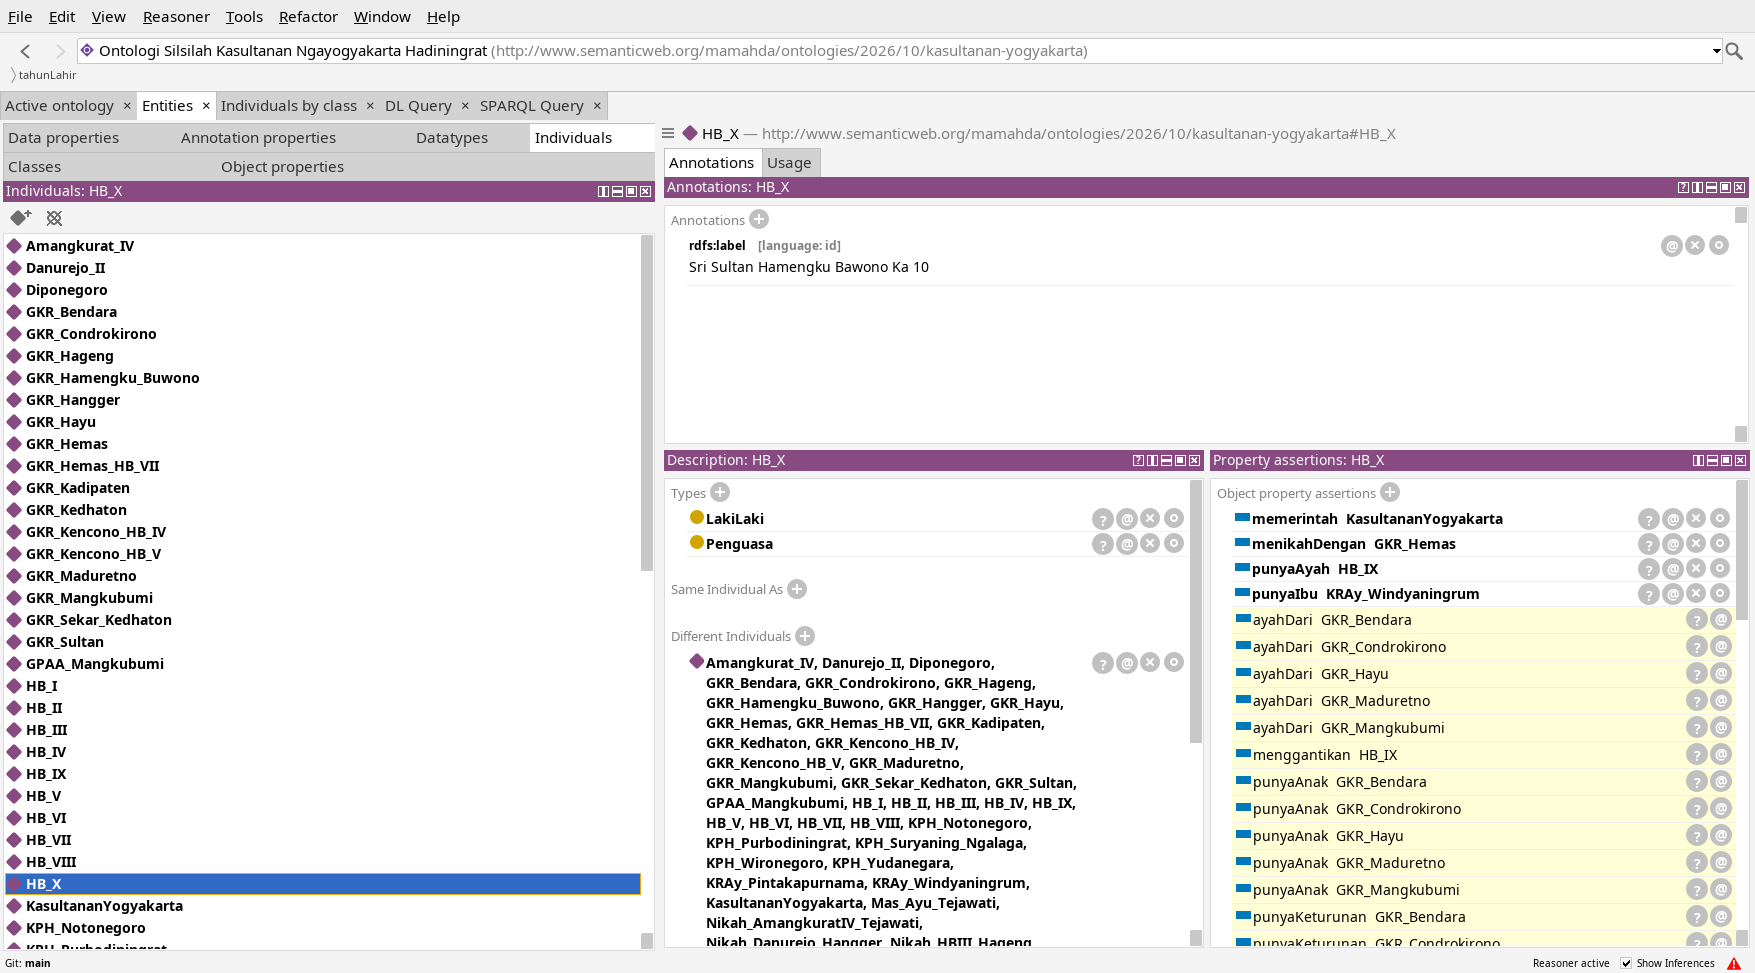 File Edit View Reasoner Tools Refactor Window Help
Ontologi Silsilah Kasultanan Ngayogyakarta Hadiningrat (http://www.semanticweb.org/mamahda/ontologies/2026/10/kasultanan-yogyakarta)
tahunLahir
Active ontology × Entities × Individuals by class × DL Query × SPARQL Query ×
Data properties Annotation properties Datatypes Individuals
Classes Object properties
Individuals: HB_X
Amangkurat_IV
Danurejo_II
Diponegoro
GKR_Bendara
GKR_Condrokirono
GKR_Hageng
GKR_Hamengku_Buwono
GKR_Hangger
GKR_Hayu
GKR_Hemas
GKR_Hemas_HB_VII
GKR_Kadipaten
GKR_Kedhaton
GKR_Kencono_HB_IV
GKR_Kencono_HB_V
GKR_Maduretno
GKR_Mangkubumi
GKR_Sekar_Kedhaton
GKR_Sultan
GPAA_Mangkubumi
HB_I
HB_II
HB_III
HB_IV
HB_IX
HB_V
HB_VI
HB_VII
HB_VIII
HB_X
KasultananYogyakarta
KPH_Notonegoro
KPH_Purbodiningrat
HB_X — http://www.semanticweb.org/mamahda/ontologies/2026/10/kasultanan-yogyakarta#HB_X
Annotations Usage
Annotations: HB_X
Annotations
rdfs:label [language: id]
Sri Sultan Hamengku Bawono Ka 10
Description: HB_X
Types
LakiLaki
Penguasa
Same Individual As
Different Individuals
Amangkurat_IV, Danurejo_II, Diponegoro,
GKR_Bendara, GKR_Condrokirono, GKR_Hageng,
GKR_Hamengku_Buwono, GKR_Hangger, GKR_Hayu,
GKR_Hemas, GKR_Hemas_HB_VII, GKR_Kadipaten,
GKR_Kedhaton, GKR_Kencono_HB_IV,
GKR_Kencono_HB_V, GKR_Maduretno,
GKR_Mangkubumi, GKR_Sekar_Kedhaton, GKR_Sultan,
GPAA_Mangkubumi, HB_I, HB_II, HB_III, HB_IV, HB_IX,
HB_V, HB_VI, HB_VII, HB_VIII, KPH_Notonegoro,
KPH_Purbodiningrat, KPH_Suryaning_Ngalaga,
KPH_Wironegoro, KPH_Yudanegara,
KRAy_Pintakapurnama, KRAy_Windyaningrum,
KasultananYogyakarta, Mas_Ayu_Tejawati,
Nikah_AmangkuratIV_Tejawati,
Nikah_Danurejo_Hangger, Nikah_HBIII_Hageng
Property assertions: HB_X
Object property assertions
memerintah KasultananYogyakarta
menikahDengan GKR_Hemas
punyaAyah HB_IX
punyaIbu KRAy_Windyaningrum
ayahDari GKR_Bendara
ayahDari GKR_Condrokirono
ayahDari GKR_Hayu
ayahDari GKR_Maduretno
ayahDari GKR_Mangkubumi
menggantikan HB_IX
punyaAnak GKR_Bendara
punyaAnak GKR_Condrokirono
punyaAnak GKR_Hayu
punyaAnak GKR_Maduretno
punyaAnak GKR_Mangkubumi
punyaKeturunan GKR_Bendara
punyaKeturunan GKR_Condrokirono
Git: main
Reasoner active Show Inferences